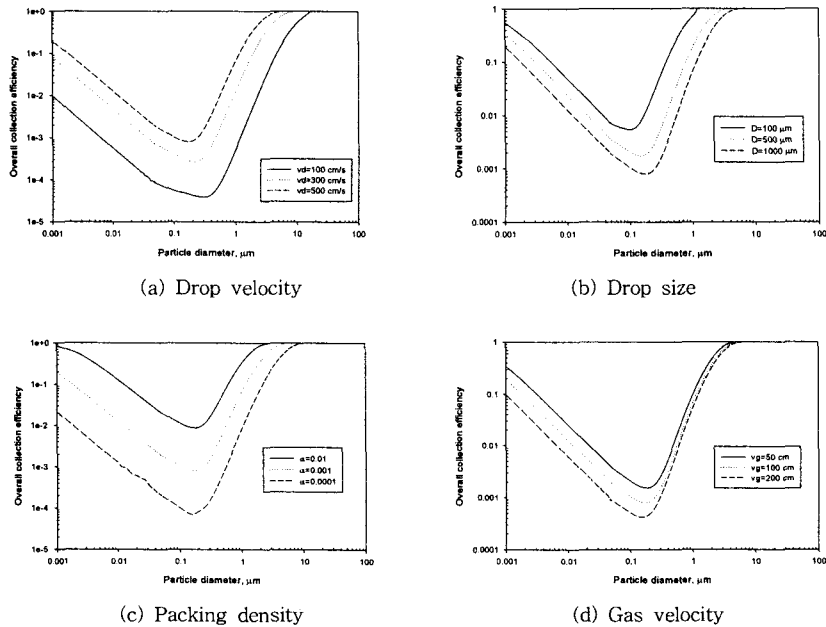 Overall collection efficiency
1e+0
1e-1
1e-2
1e-3
1e-4
1e-5
vd=100 cm/s
vd=300 cm/s
vd=500 cm/s
0.001
0.01
0.1
1
10
100
Particle diameter, μm
(a) Drop velocity
Overall collection efficiency
1
0.1
0.01
0.001
0.0001
D=100 μm
D=500 μm
D=1000 μm
0.001
0.01
0.1
1
10
100
Particle diameter, μm
(b) Drop size
Overall collection efficiency
1e+0
1e-1
1e-2
1e-3
1e-4
1e-5
α=0.01
α=0.001
α=0.0001
0.001
0.01
0.1
1
10
100
Particle diameter, μm
(c) Packing density
Overall collection efficiency
1
0.1
0.01
0.001
0.0001
vg=50 cm
vg=100 cm
vg=200 cm
0.001
0.01
0.1
1
10
100
Particle diameter, μm
(d) Gas velocity